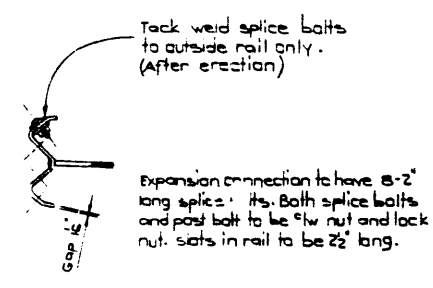 Tack weld splice bolts
to outside rail only.
(After erection)
Expansion connection to have 8-2"
long splice its. Both splice bolts
and post bolt to be c/w nut and lock
nut. slots in rail to be 2½" long.
Gap